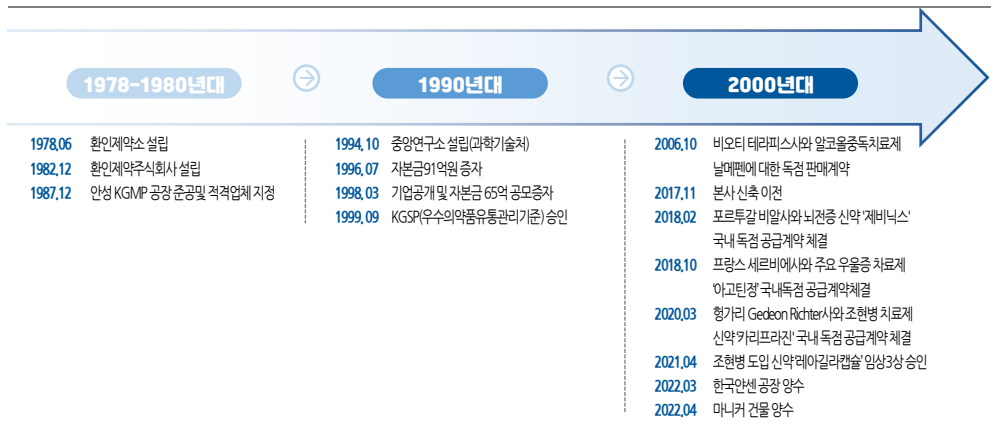 1978-1980년대
1978.06 환인제약소 설립
1982.12 환인제약주식회사 설립
1987.12 안성 KGMP 공장 준공및 적격업체 지정
1990년대
1994.10 중앙연구소 설립(과학기술처)
1996.07 자본금91억원 증자
1998.03 기업공개 및 자본금 65억 공모증자
1999.09 KGSP(우수의약품유통관리기준) 승인
2000년대
2006.10 비오티 테라피스사와 알코올중독치료제
날메펜에 대한 독점 판매계약
2017.11 본사 신축 이전
2018.02 포르투갈 비알사와 뇌전증 신약 '제비닉스'
국내 독점 공급계약 체결
2018.10 프랑스 세르비에사와 주요 우울증 차료제
'아고틴정' 국내독점 공급계약체결
2020.03 헝가리 Gedeon Richter사와 조현병 치료제
신약'카리프라진' 국내 독점 공급계약 체결
2021.04 조현병 도입 신약'레아길라캡슐' 임상3상 승인
2022.03 한국얀센 공장 양수
2022.04 마니커 건물 양수